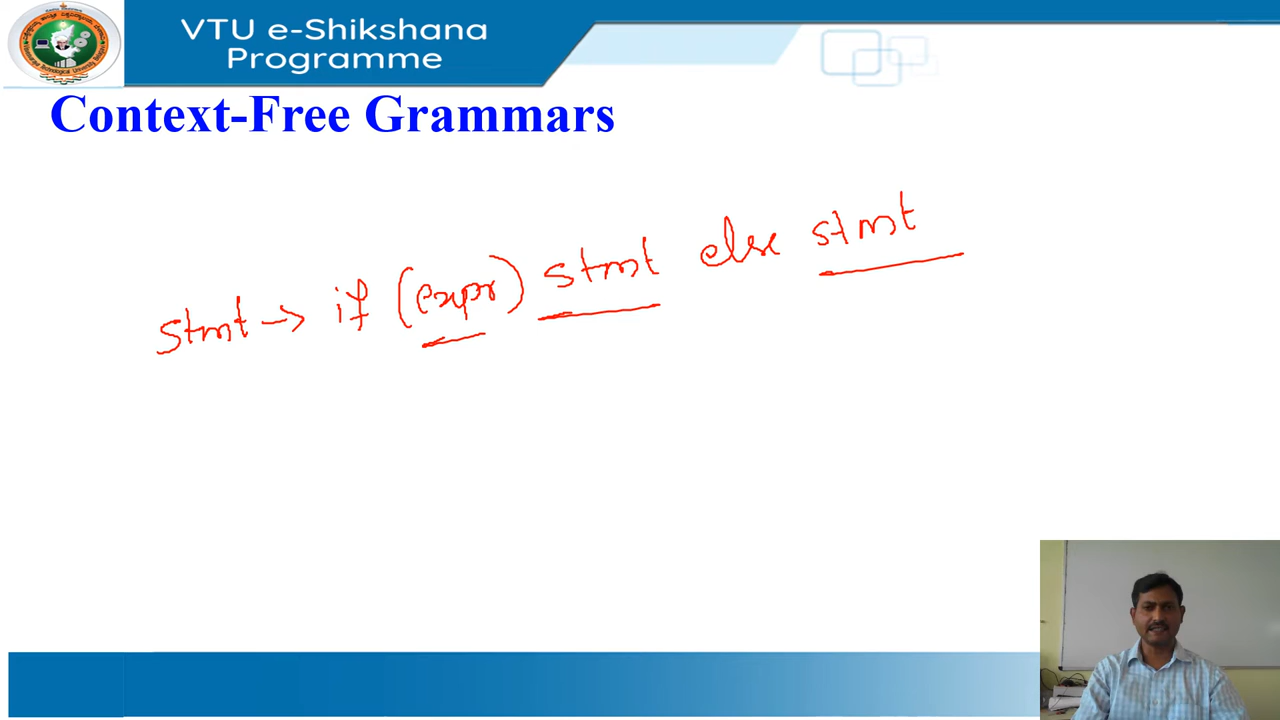 VTU e-Shikshana
Programme
Context-Free Grammars
stmt → if (expr) stmt else stmt